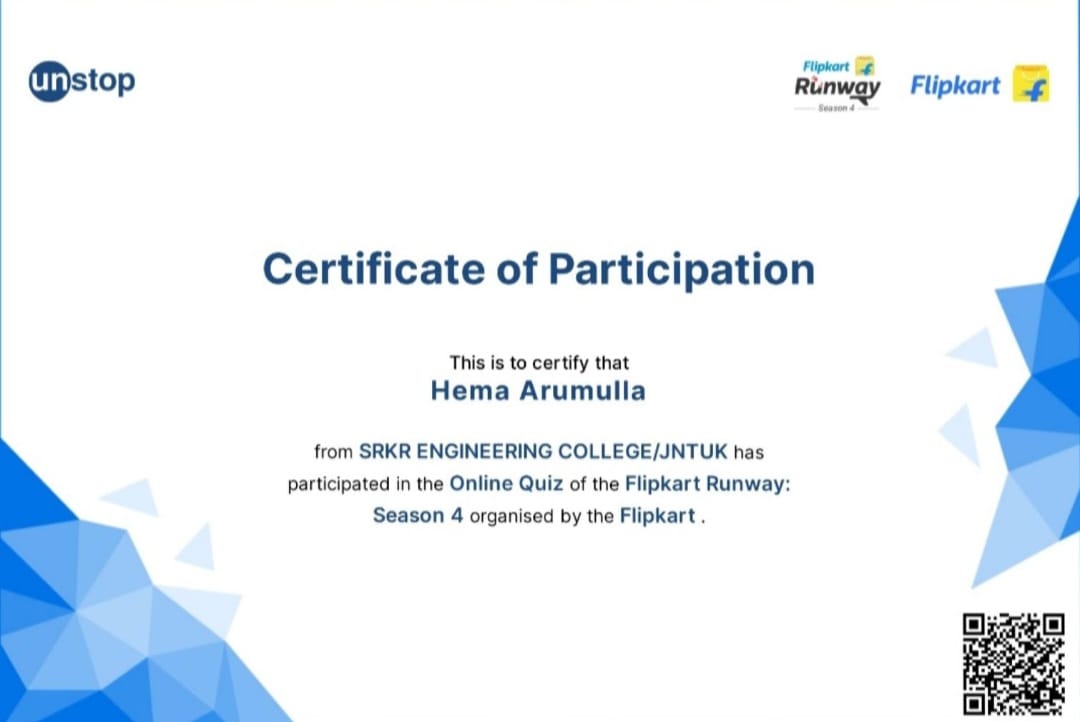 unstop
Flipkart
Runway
Season 4
Flipkart
Certificate of Participation
This is to certify that
Hema Arumulla
from SRKR ENGINEERING COLLEGE/JNTUK has
participated in the Online Quiz of the Flipkart Runway:
Season 4 organised by the Flipkart .